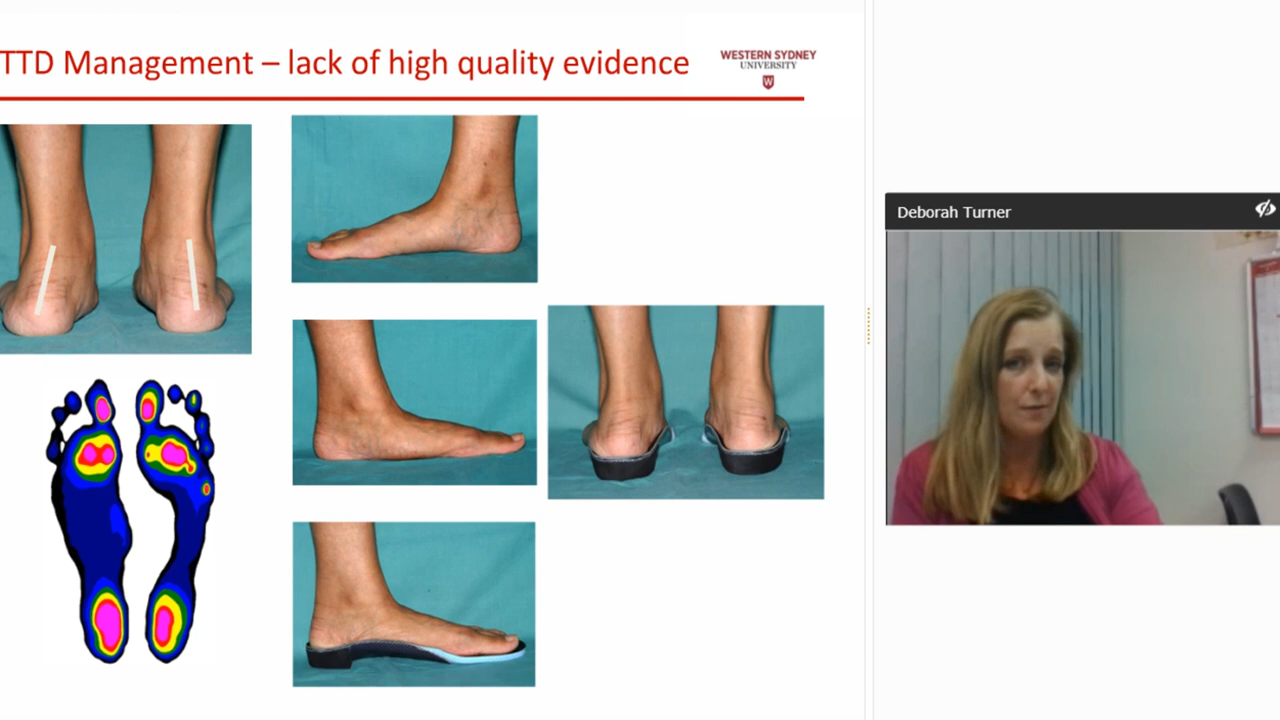 TTD Management – lack of high quality evidence
WESTERN SYDNEY
UNIVERSITY
W
Deborah Turner